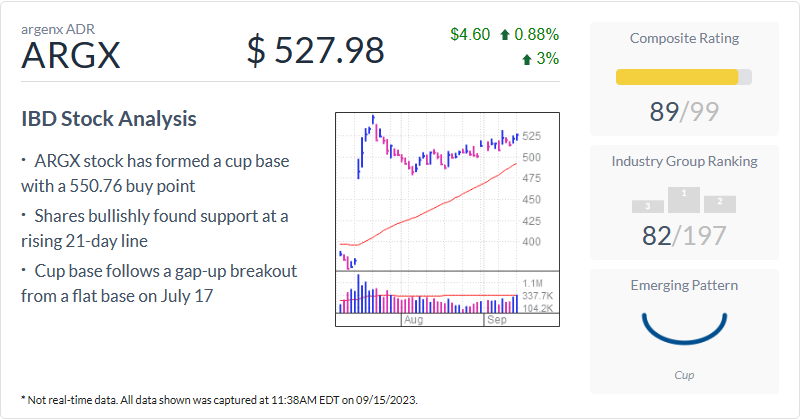 argenx ADR
ARGX
$ 527.98
$4.60 0.88%
3%
IBD Stock Analysis
· ARGX stock has formed a cup base
with a 550.76 buy point
· Shares bullishly found support at a
rising 21-day line
· Cup base follows a gap-up breakout
from a flat base on July 17
525
500
475
450
425
400
1.1M
337.7K
104.2K
Aug Sep
Composite Rating
89/99
Industry Group Ranking
3 1 2
82/197
Emerging Pattern
Cup
* Not real-time data. All data shown was captured at 11:38AM EDT on 09/15/2023.